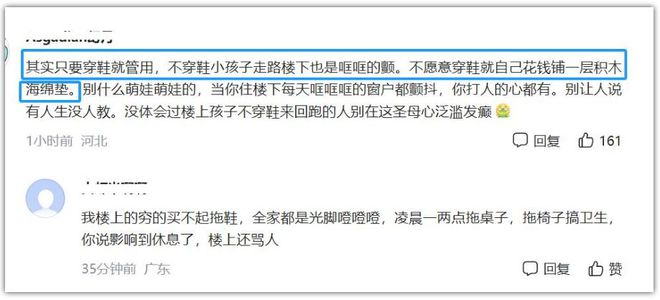 其实只要穿鞋就管用，不穿鞋小孩子走路楼下也是哐哐的颤。不愿意穿鞋就自己花钱铺一层积木
海绵垫。别什么萌娃萌娃的，当你住楼下每天哐哐哐的窗户都颤抖，你打人的心都有。别让人说
有人生没人教。没体会过楼上孩子不穿鞋来回跑的人别在这圣母心泛滥发癫
1小时前 河北 回复 161
我楼上的穷的买不起拖鞋，全家都是光脚噔噔噔，凌晨一两点拖桌子，拖椅子搞卫生，
你说影响到休息了，楼上还骂人
35分钟前 广东 回复 赞